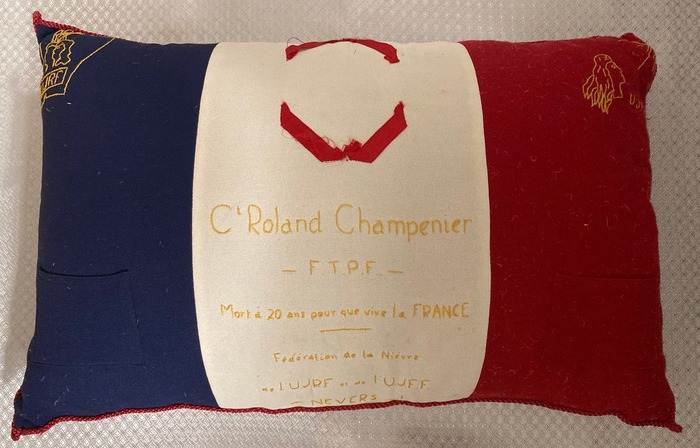 UJRF
Ct Roland Champenier
— F.T.P.F. —
Mort à 20 ans pour que vive la FRANCE
Fédération de la Nièvre
de l'UJRF et de l'UJFF
— NEVERS —